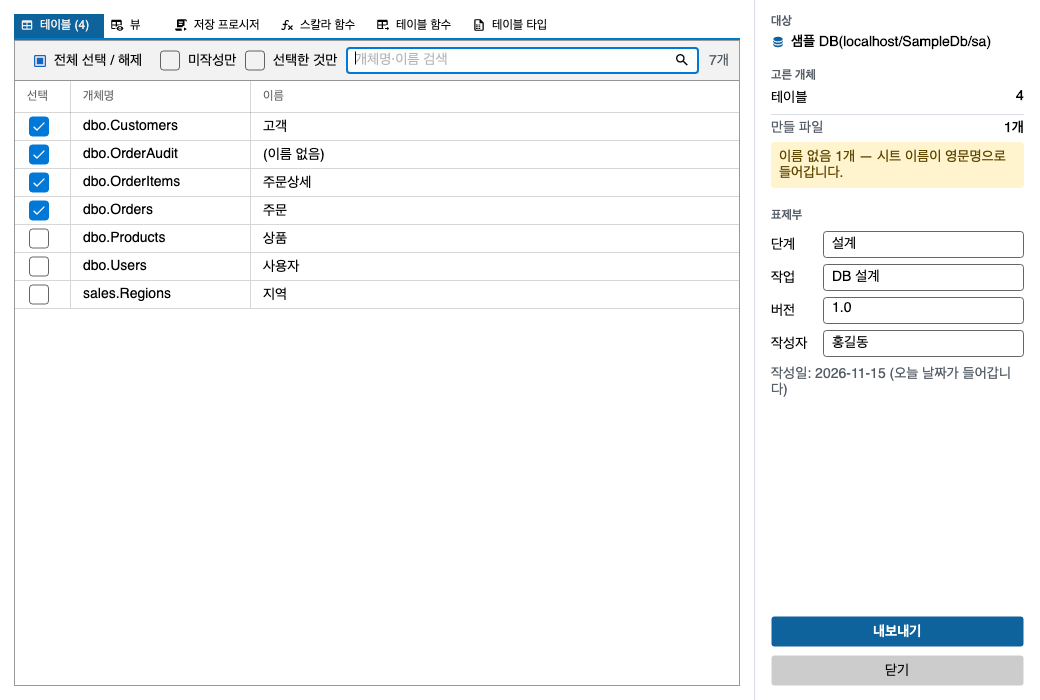 테이블 (4) 뷰 저장 프로시저 스칼라 함수 테이블 함수 테이블 타입
전체 선택 / 해제 미작성만 선택한 것만 개체명·이름 검색 7개
선택 개체명 이름
dbo.Customers 고객
dbo.OrderAudit (이름 없음)
dbo.OrderItems 주문상세
dbo.Orders 주문
dbo.Products 상품
dbo.Users 사용자
sales.Regions 지역
대상
샘플 DB(localhost/SampleDb/sa)
고른 개체
테이블 4
만들 파일 1개
이름 없음 1개 — 시트 이름이 영문명으로
들어갑니다.
표제부
단계 설계
작업 DB 설계
버전 1.0
작성자 홍길동
작성일: 2026-11-15 (오늘 날짜가 들어갑니
다)
내보내기
닫기